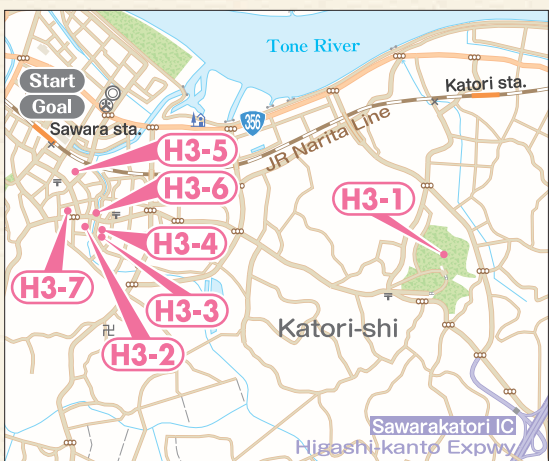 Tone River
Start
Goal
Katori sta.
356
Sawara sta.
JR Narita Line
H3-5
H3-6
H3-1
H3-4
H3-7
H3-3
Katori-shi
H3-2
Sawarakatori IC
Higashi-kanto Expwy